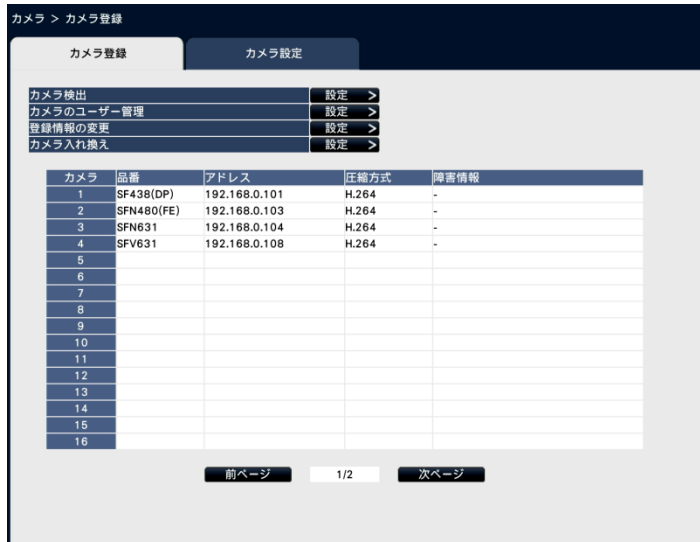 カメラ > カメラ登録
カメラ登録 カメラ設定
カメラ検出 設定 >
カメラのユーザー管理 設定 >
登録情報の変更 設定 >
カメラ入れ換え 設定 >
カメラ 品番 アドレス 圧縮方式 障害情報
1 SF438(DP) 192.168.0.101 H.264 -
2 SFN480(FE) 192.168.0.103 H.264 -
3 SFN631 192.168.0.104 H.264 -
4 SFV631 192.168.0.108 H.264 -
5
6
7
8
9
10
11
12
13
14
15
16
前ページ 1/2 次ページ